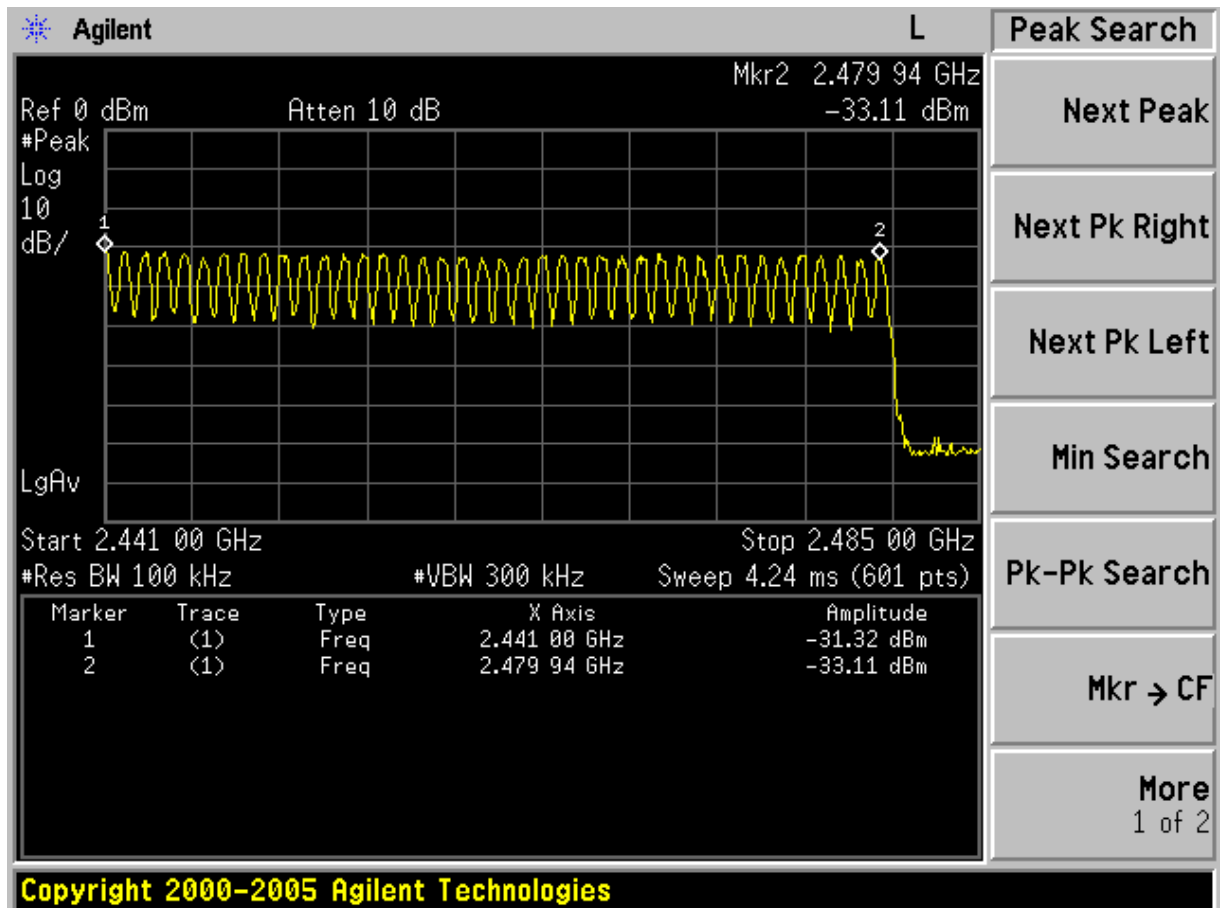 Agilent L Peak Search
Mkr2 2.479 94 GHz
Ref 0 dBm Atten 10 dB -33.11 dBm
#Peak
Log
10
dB/
1
2
LgAv
Start 2.441 00 GHz Stop 2.485 00 GHz
#Res BW 100 kHz #VBW 300 kHz Sweep 4.24 ms (601 pts)
Marker Trace Type X Axis Amplitude
1 (1) Freq 2.441 00 GHz -31.32 dBm
2 (1) Freq 2.479 94 GHz -33.11 dBm
Next Peak
Next Pk Right
Next Pk Left
Min Search
Pk-Pk Search
Mkr → CF
More
1 of 2
Copyright 2000-2005 Agilent Technologies